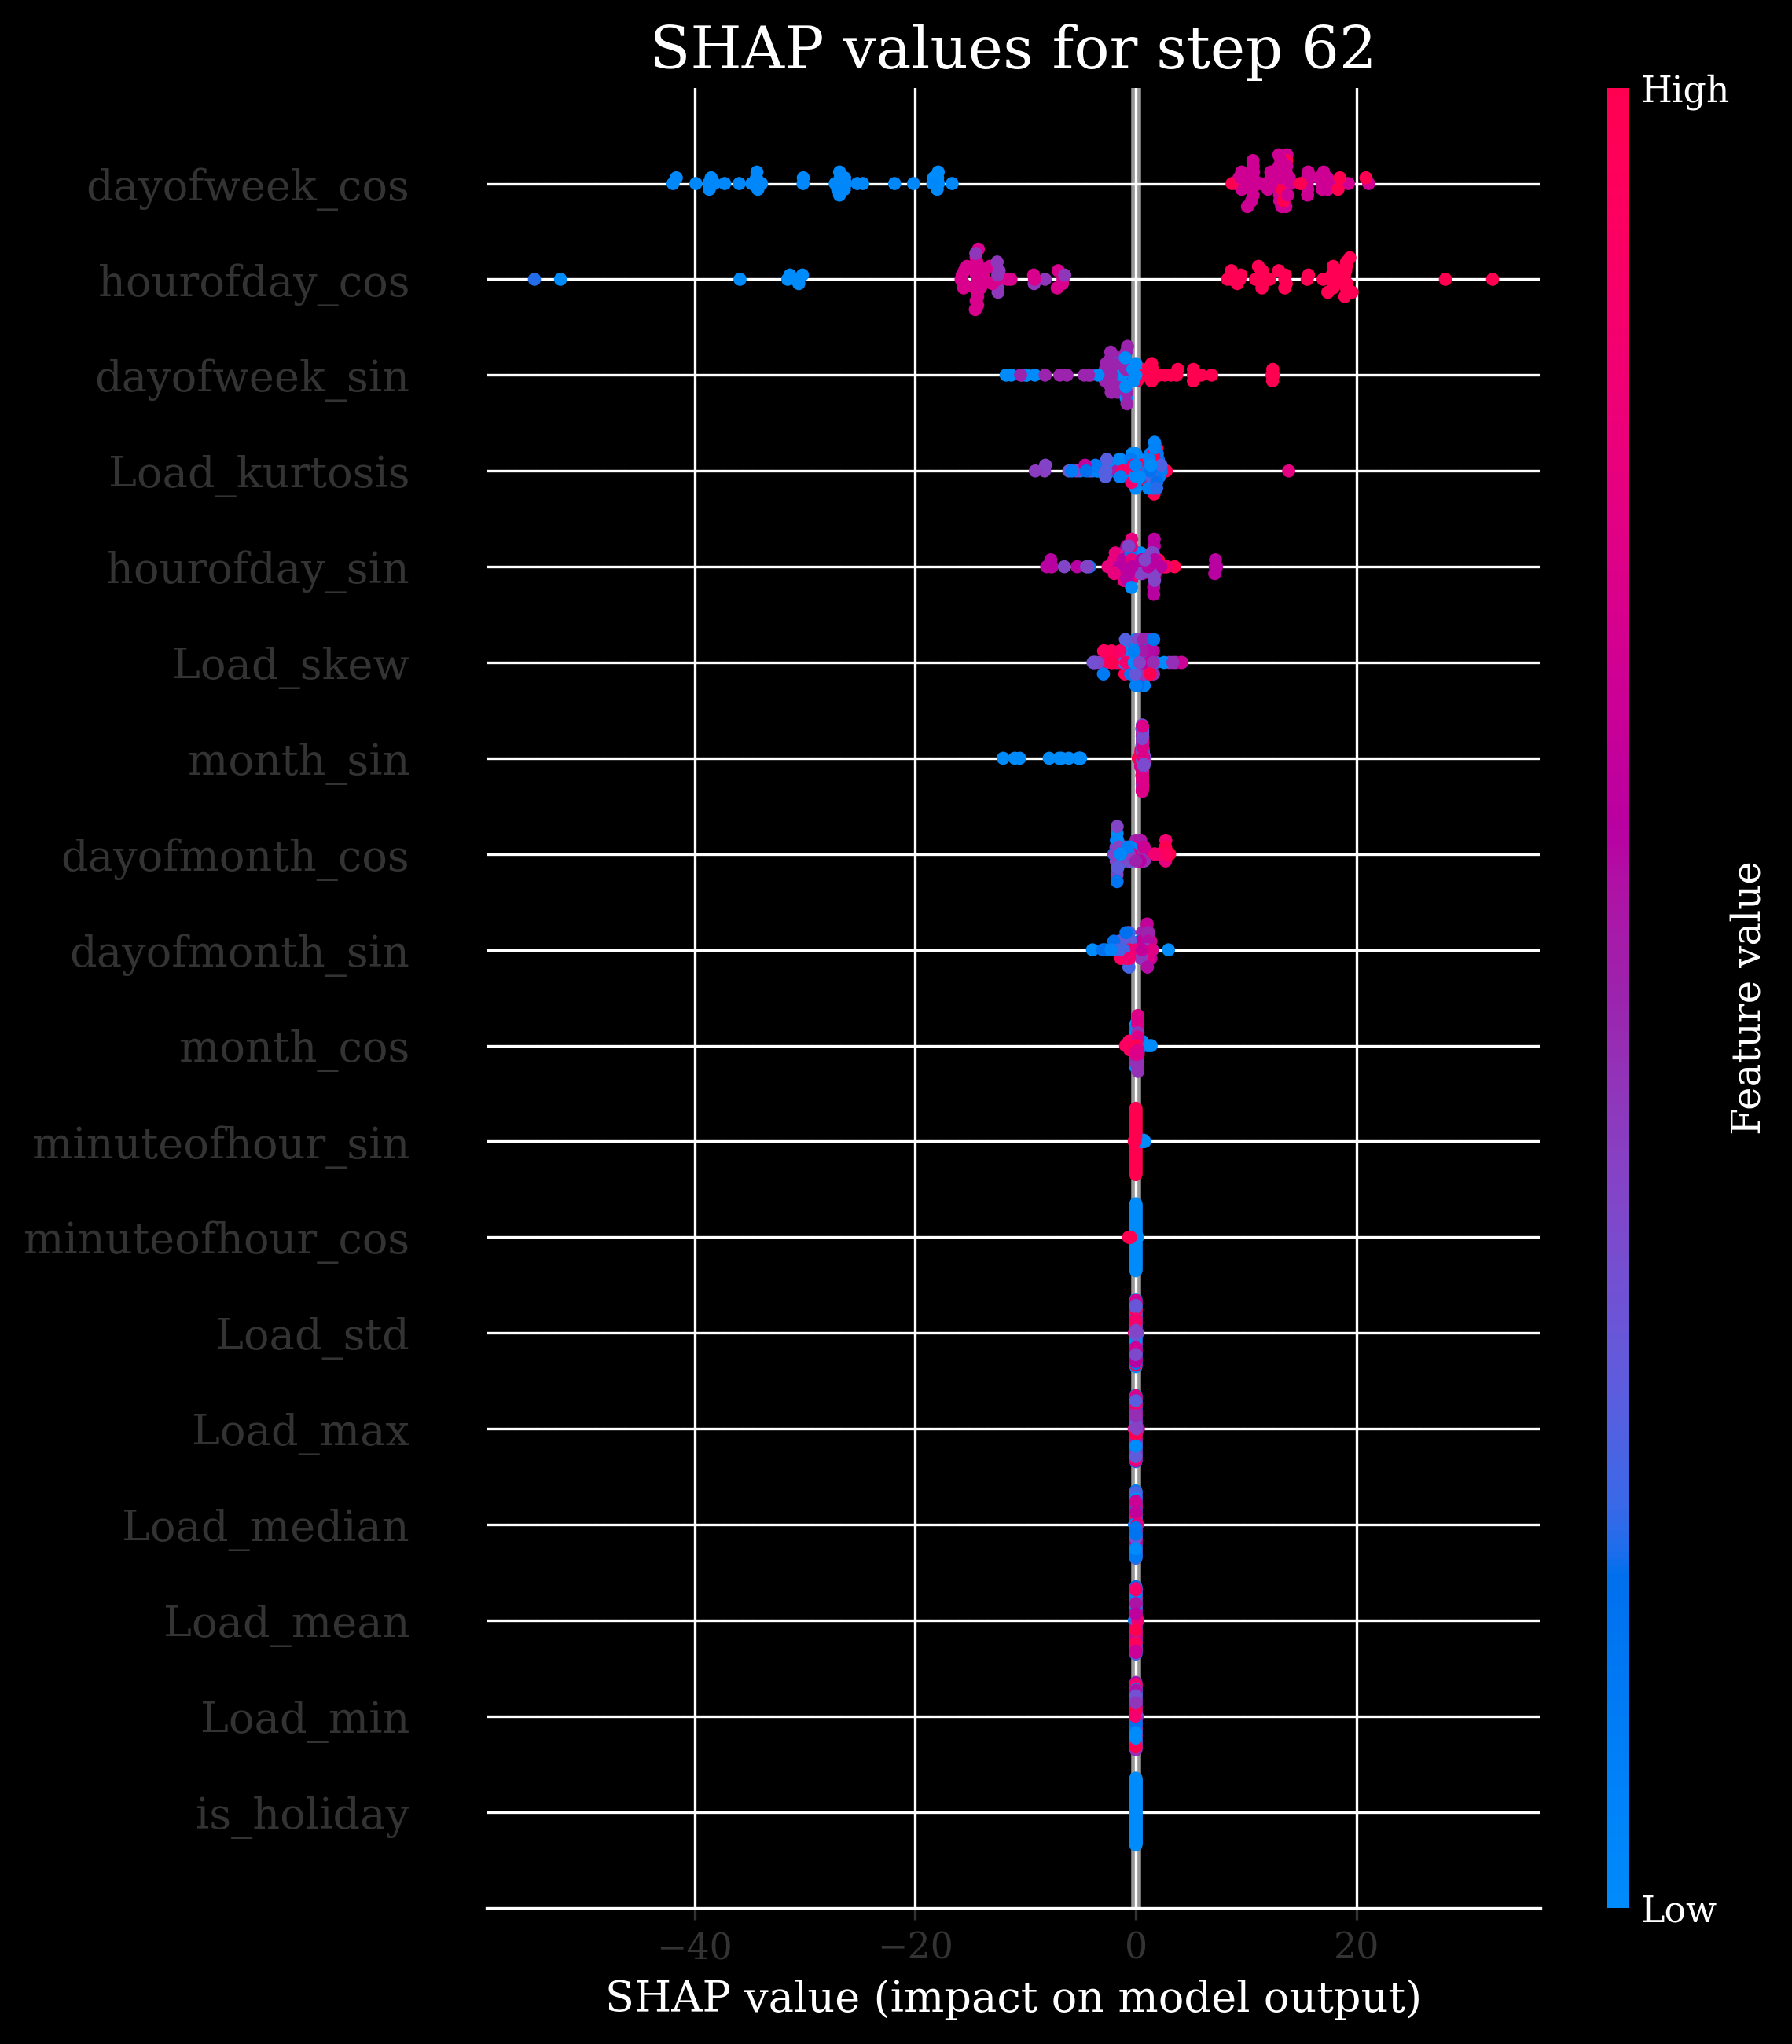 SHAP values for step 62
High
dayofweek_cos
hourofday_cos
dayofweek_sin
Load_kurtosis
hourofday_sin
Load_skew
month_sin
dayofmonth_cos
dayofmonth_sin
month_cos
minuteofhour_sin
minuteofhour_cos
Load_std
Load_max
Load_median
Load_mean
Load_min
is_holiday
Feature value
Low
−40 −20 0 20
SHAP value (impact on model output)